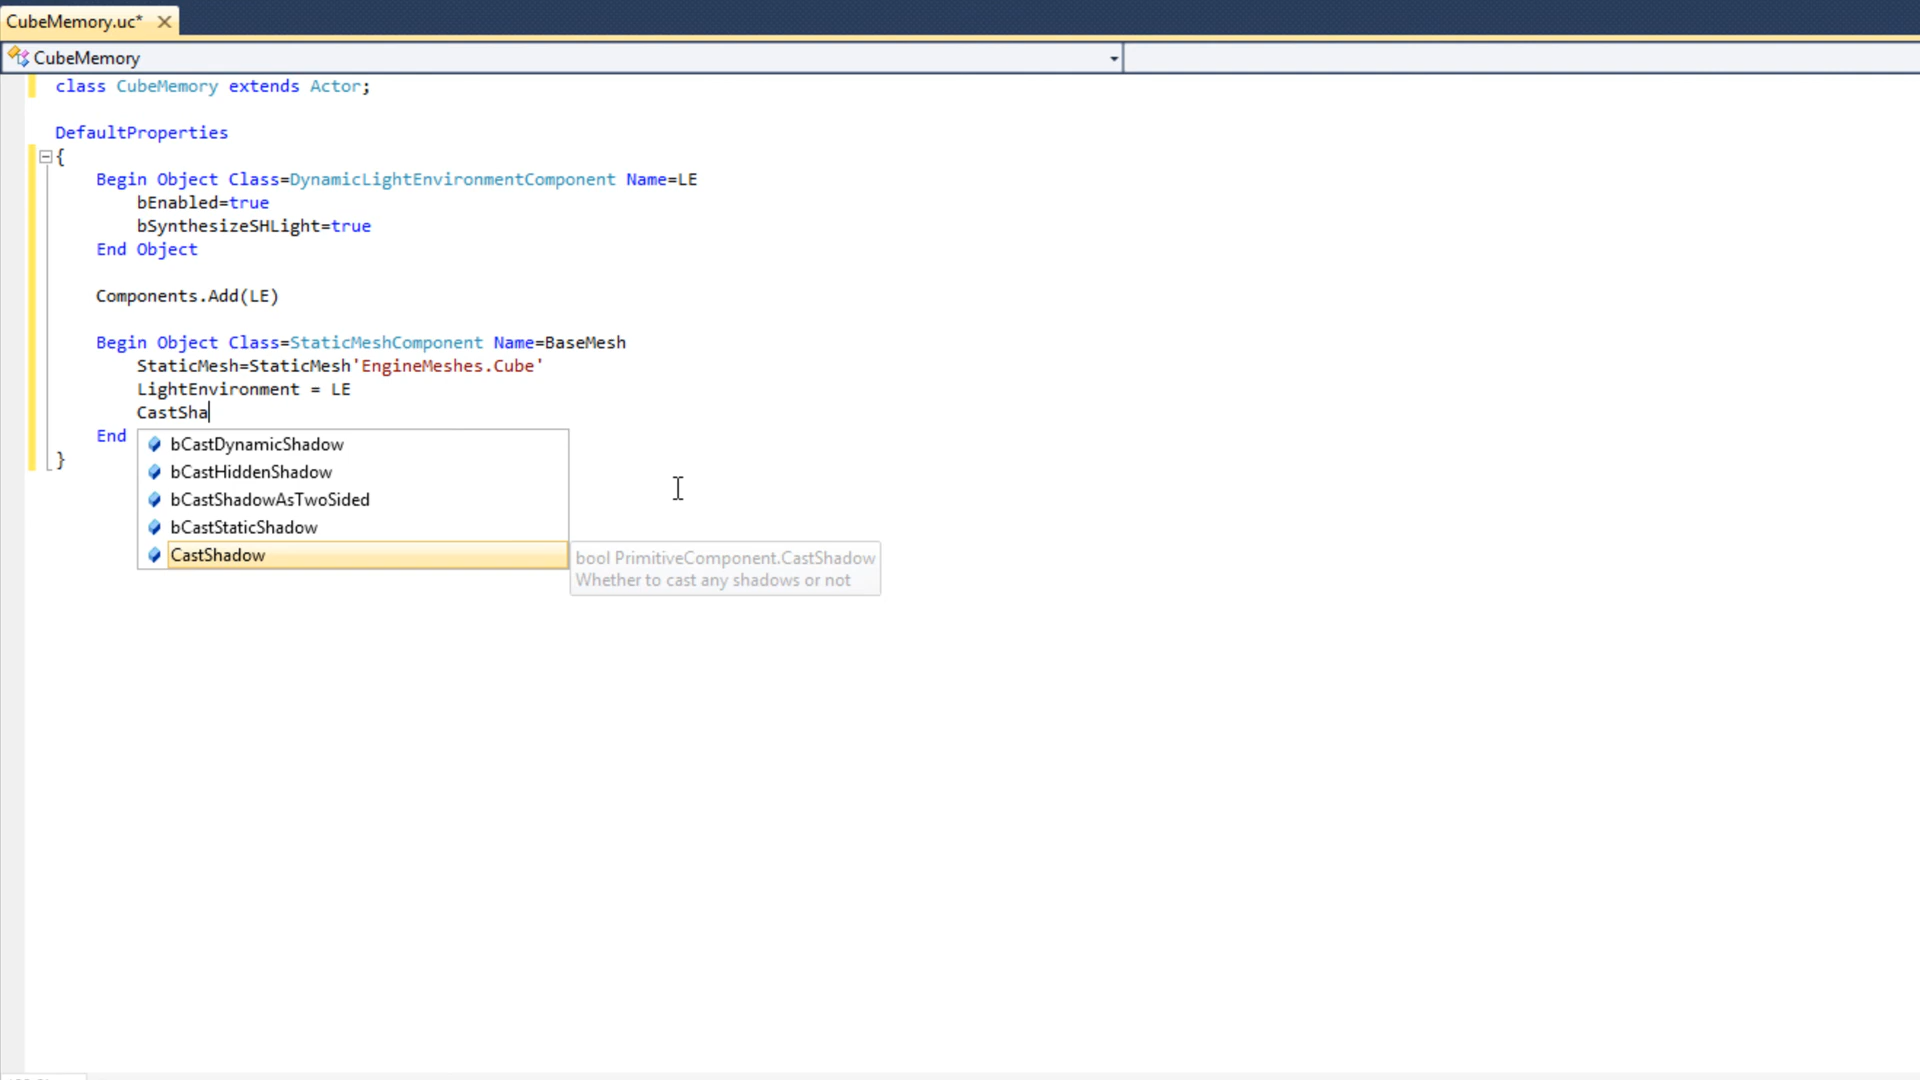 CubeMemory.uc*
CubeMemory
class CubeMemory extends Actor;
DefaultProperties
{
Begin Object Class=DynamicLightEnvironmentComponent Name=LE
bEnabled=true
bSynthesizeSHLight=true
End Object
Components.Add(LE)
Begin Object Class=StaticMeshComponent Name=BaseMesh
StaticMesh=StaticMesh'EngineMeshes.Cube'
LightEnvironment = LE
CastSha
End
}
bCastDynamicShadow
bCastHiddenShadow
bCastShadowAsTwoSided
bCastStaticShadow
CastShadow
bool PrimitiveComponent.CastShadow
Whether to cast any shadows or not